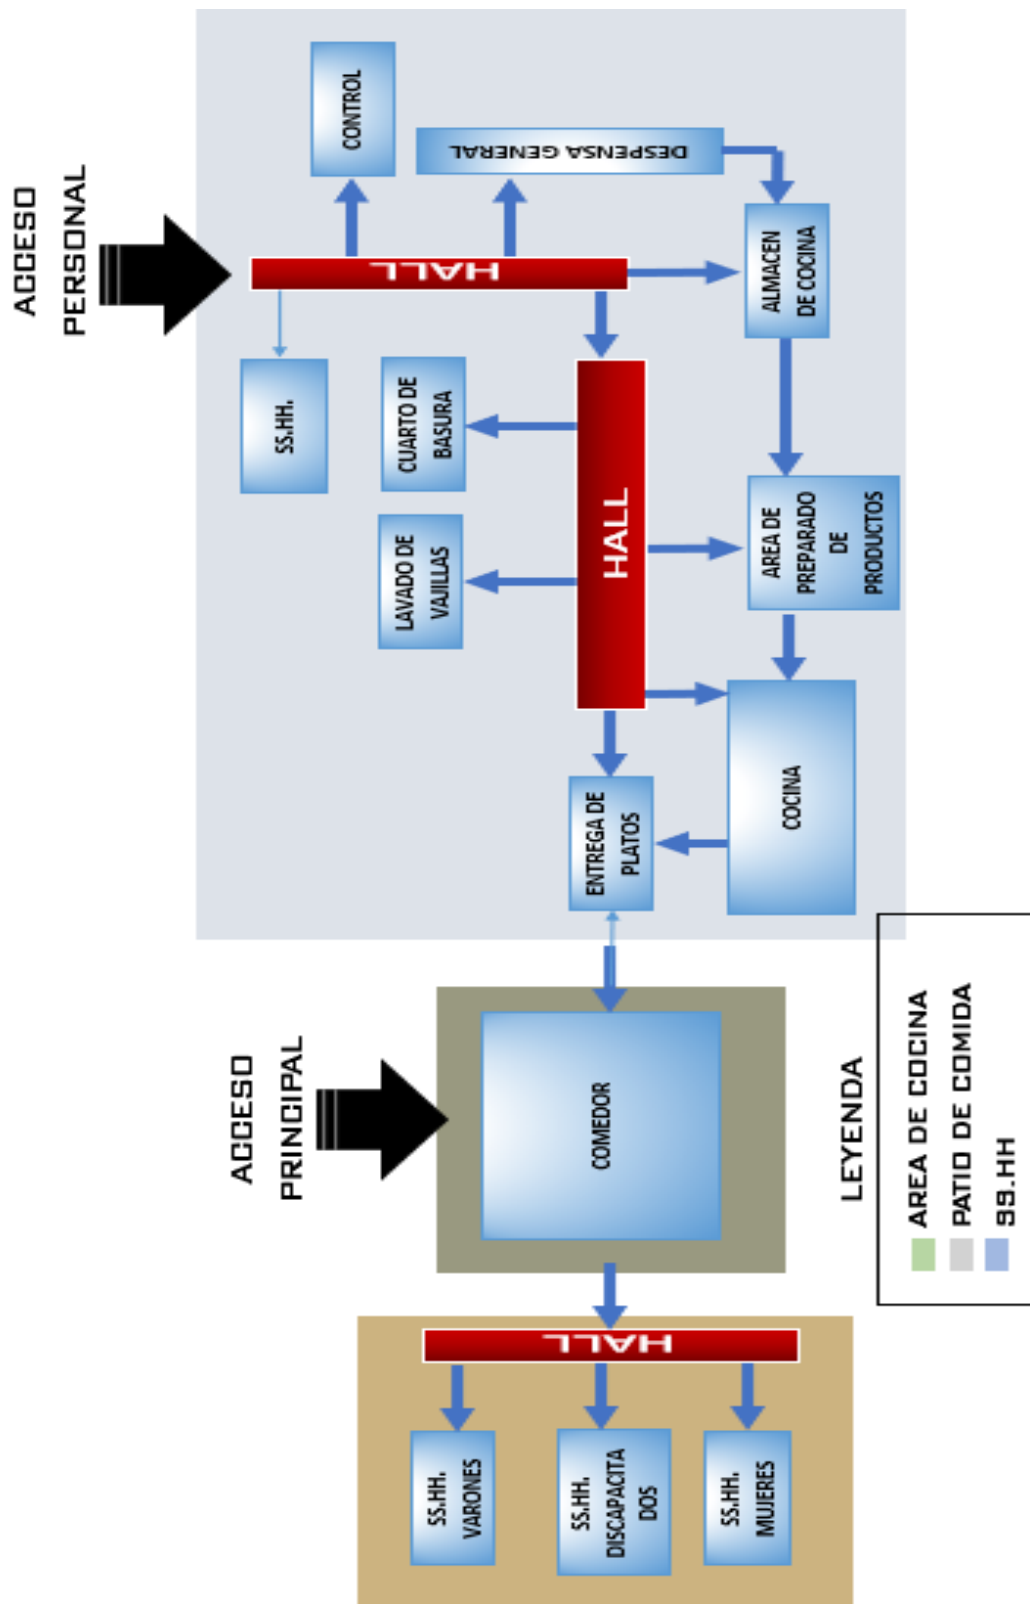 ACCESO
PERSONAL
CONTROL
DESPENSA GENERAL
HALL
SS.HH.
ALMACEN
DE COCINA
CUARTO DE
BASURA
LAVADO DE
VAJILLAS
HALL
AREA DE
PREPARADO
DE
PRODUCTOS
ENTREGA DE
PLATOS
COCINA
ACCESO
PRINCIPAL
COMEDOR
HALL
SS.HH.
VARONES
SS.HH.
DISCAPACITA
DOS
SS.HH.
MUJERES
LEYENDA
AREA DE COCINA
PATIO DE COMIDA
SS.HH